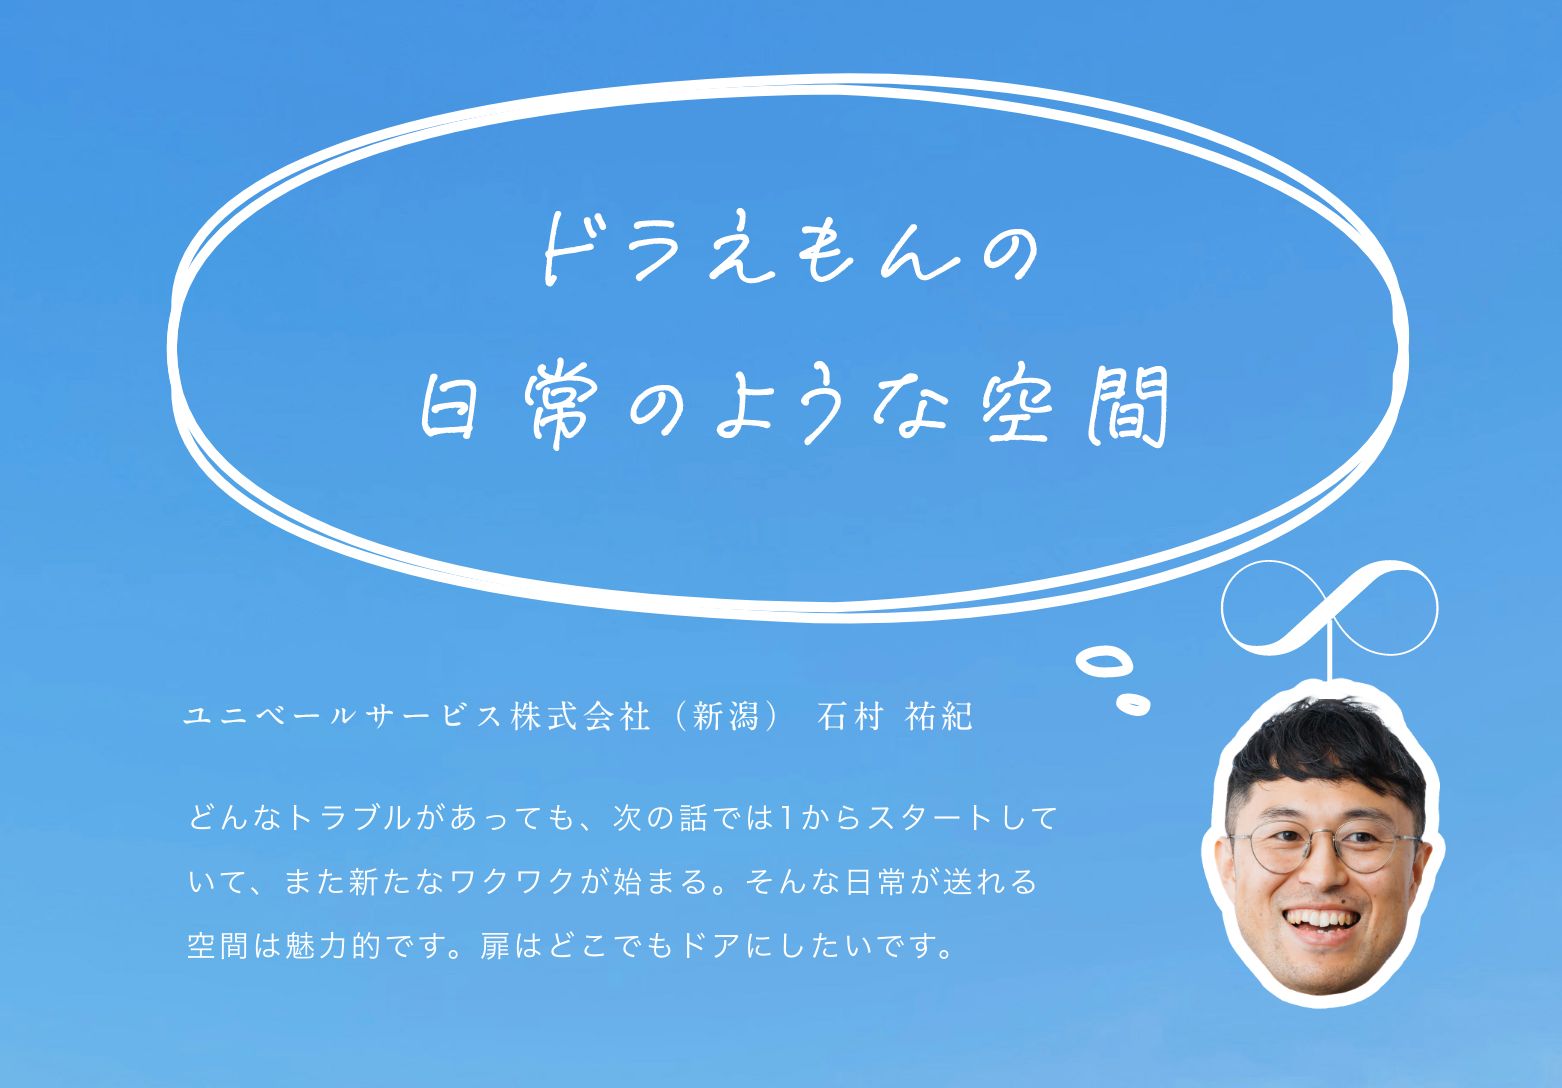 ドラえもんの
日常のような空間
ユニベールサービス株式会社（新潟） 石村 祐紀
どんなトラブルがあっても、次の話では1からスタートして
いて、また新たなワクワクが始まる。そんな日常が送れる
空間は魅力的です。扉はどこでもドアにしたいです。